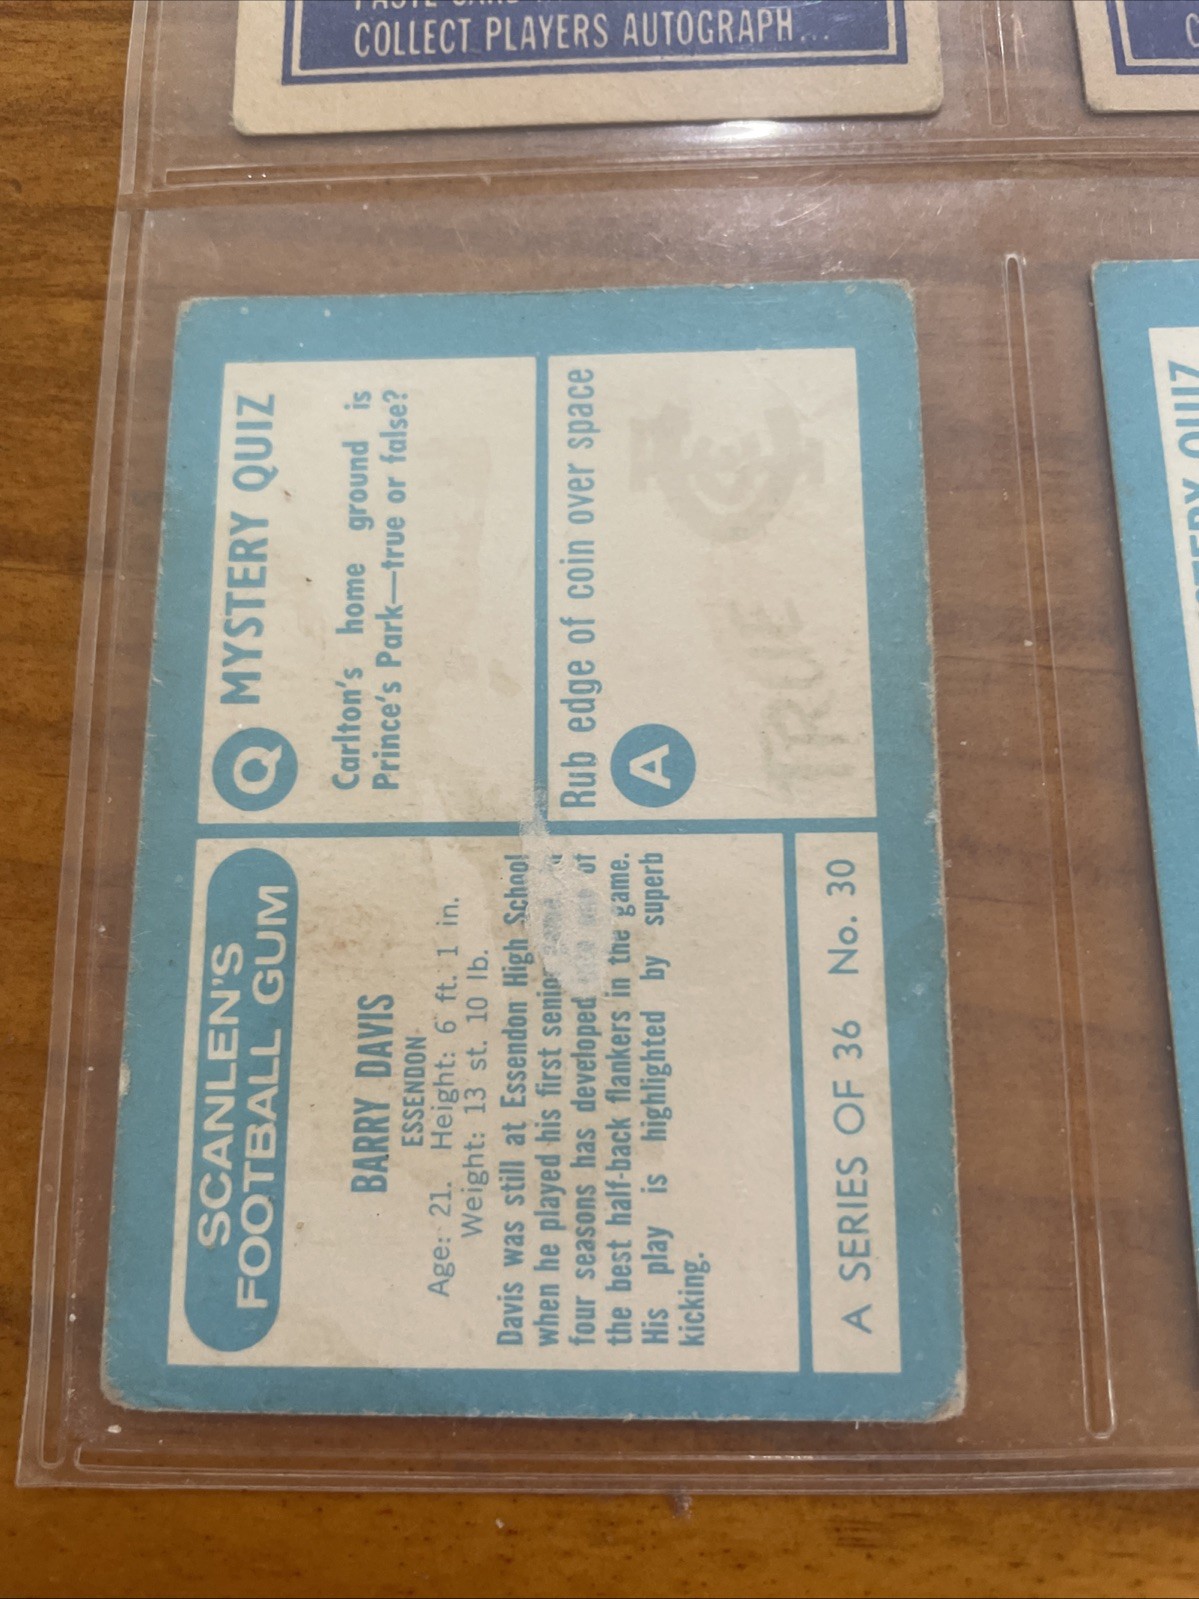 COLLECT PLAYERS AUTOGRAPH...
SCANLEN'S
FOOTBALL GUM
BARRY DAVIS
ESSENDON
Age: 21. Height: 6 ft. 1 in.
Weight: 13 st. 10 lb.
Davis was still at Essendon High School
when he played his first senior
four seasons has developed of
the best half-back flankers in the game.
His play is highlighted by superb
kicking.
A SERIES OF 36 No. 30
Q MYSTERY QUIZ
Carlton's home ground is
Prince's Park—true or false?
Rub edge of coin over space
A
TRUE
MYSTERY QUIZ